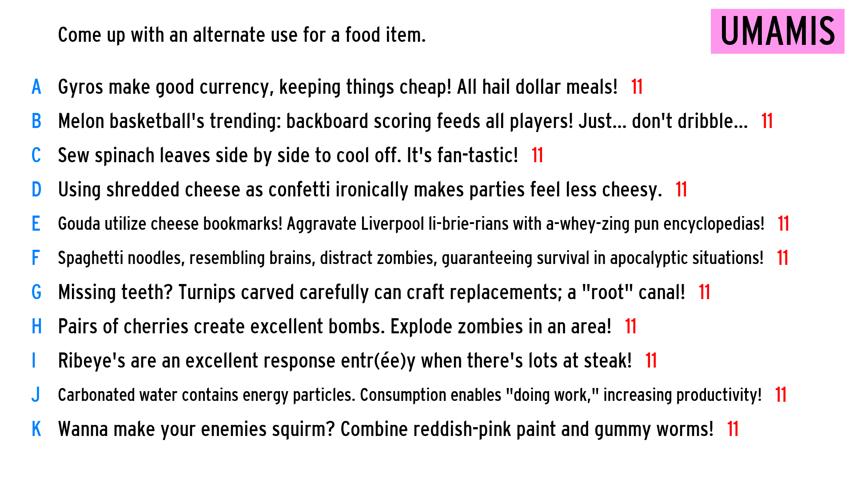 Come up with an alternate use for a food item.
UMAMIS
A Gyros make good currency, keeping things cheap! All hail dollar meals! 11
B Melon basketball's trending: backboard scoring feeds all players! Just... don't dribble... 11
C Sew spinach leaves side by side to cool off. It's fan-tastic! 11
D Using shredded cheese as confetti ironically makes parties feel less cheesy. 11
E Gouda utilize cheese bookmarks! Aggravate Liverpool li-brie-rians with a-whey-zing pun encyclopedias! 11
F Spaghetti noodles, resembling brains, distract zombies, guaranteeing survival in apocalyptic situations! 11
G Missing teeth? Turnips carved carefully can craft replacements; a "root" canal! 11
H Pairs of cherries create excellent bombs. Explode zombies in an area! 11
I Ribeye's are an excellent response entr(ée)y when there's lots at steak! 11
J Carbonated water contains energy particles. Consumption enables "doing work," increasing productivity! 11
K Wanna make your enemies squirm? Combine reddish-pink paint and gummy worms! 11